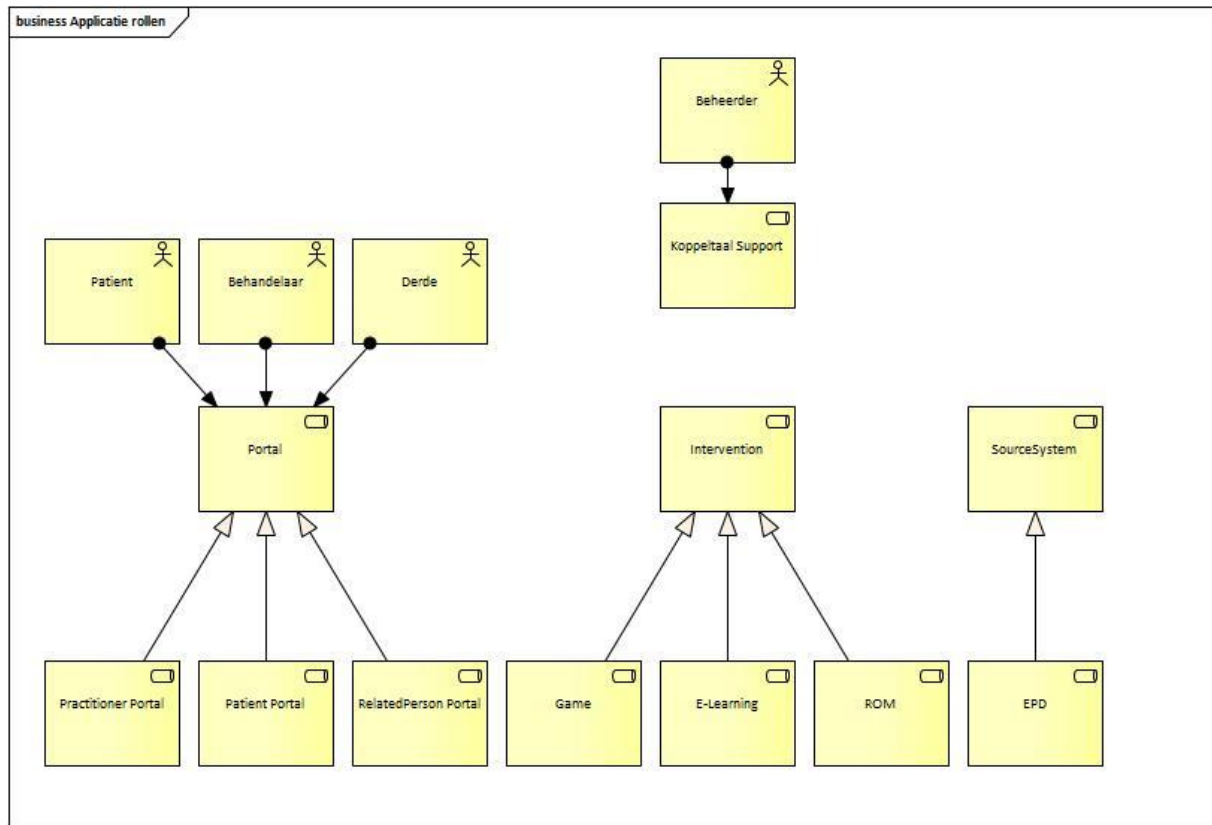 business Applicatie rollen
Beheerder
Koppeltaal Support
Patient
Behandelaar
Derde
Portal
Intervention
SourceSystem
Practitioner Portal
Patient Portal
RelatedPerson Portal
Game
E-Learning
ROM
EPD